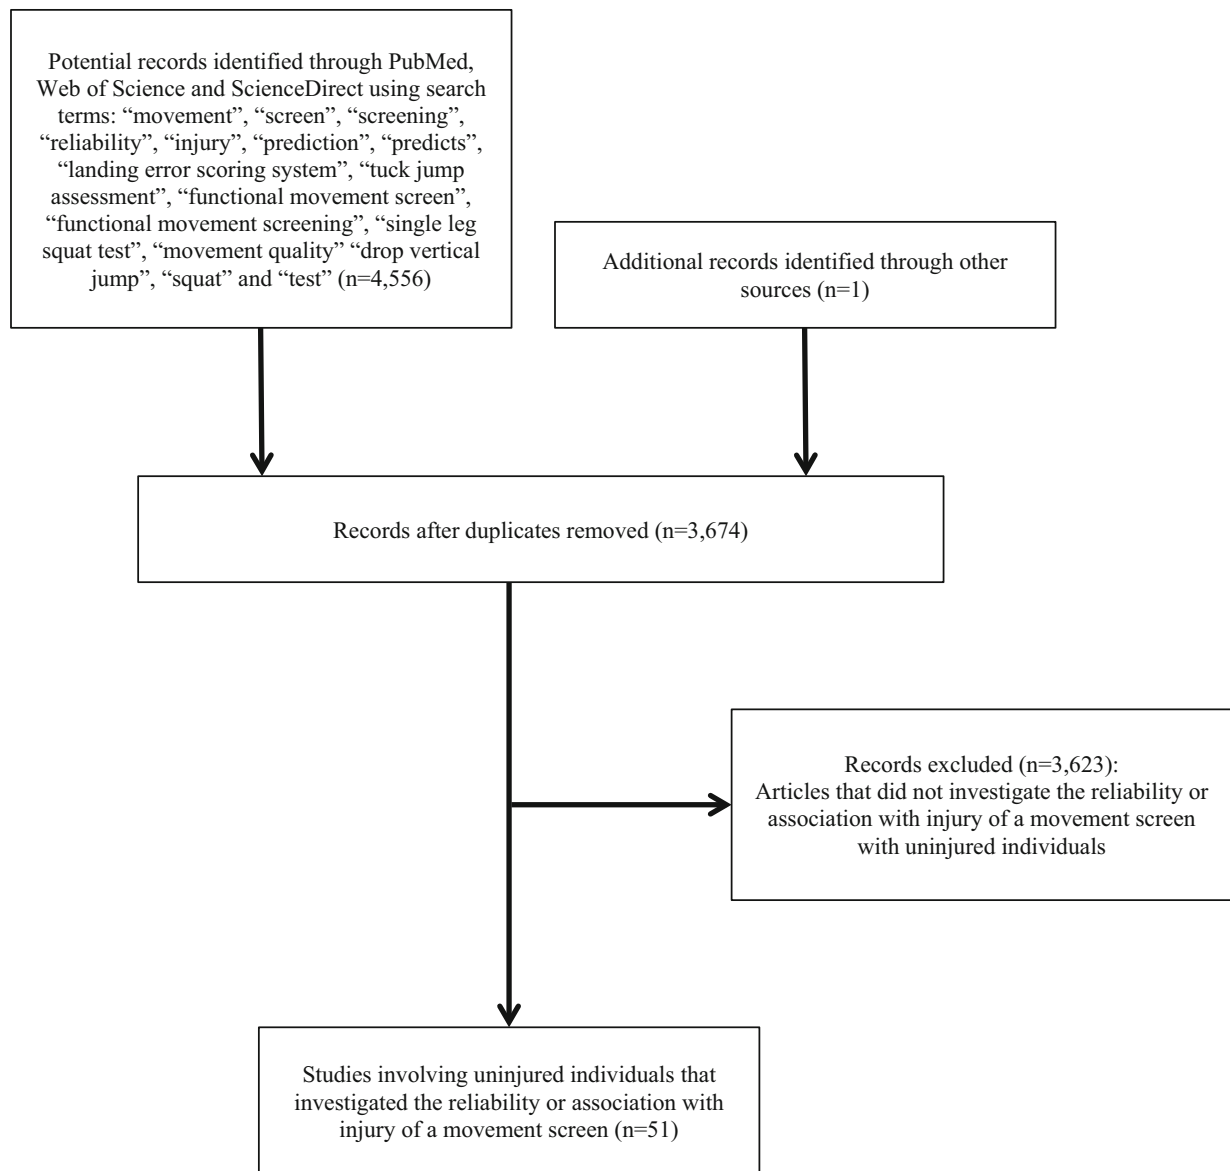 Potential records identified through PubMed,
Web of Science and ScienceDirect using search
terms: “movement”, “screen”, “screening”,
“reliability”, “injury”, “prediction”, “predicts”,
“landing error scoring system”, “tuck jump
assessment”, “functional movement screen”,
“functional movement screening”, “single leg
squat test”, “movement quality” “drop vertical
jump”, “squat” and “test” (n=4,556)
Additional records identified through other
sources (n=1)
Records after duplicates removed (n=3,674)
Records excluded (n=3,623):
Articles that did not investigate the reliability or
association with injury of a movement screen
with uninjured individuals
Studies involving uninjured individuals that
investigated the reliability or association with
injury of a movement screen (n=51)